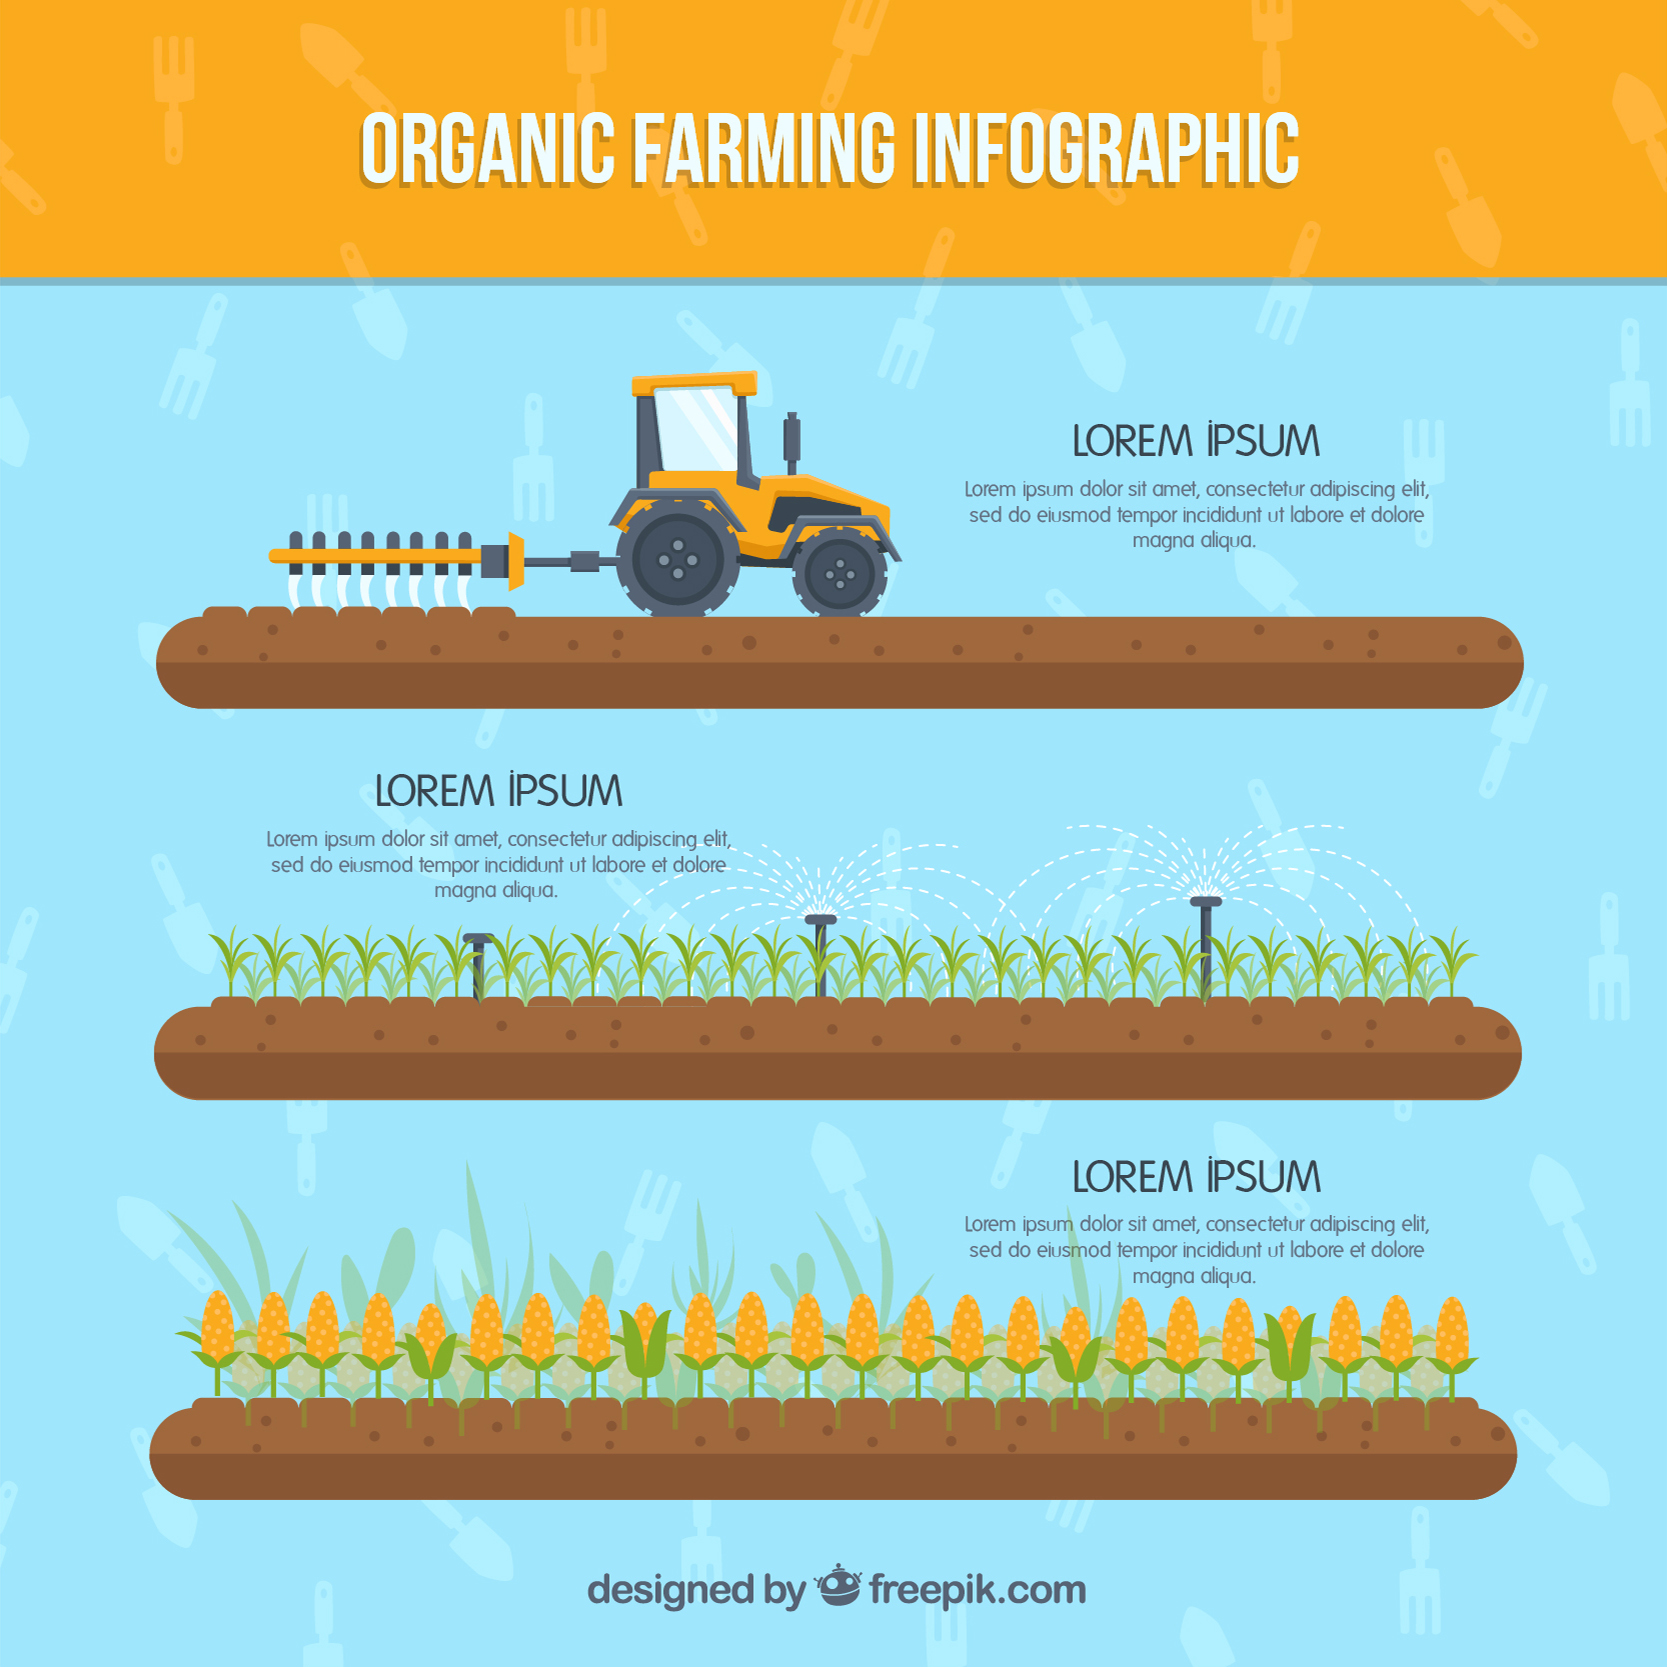 ORGANIC FARMING INFOGRAPHIC
LOREM IPSUM
Lorem ipsum dolor sit amet, consectetur adipiscing elit,
sed do eiusmod tempor incididunt ut labore et dolore
magna aliqua.
LOREM IPSUM
Lorem ipsum dolor sit amet, consectetur adipiscing elit,
sed do eiusmod tempor incididunt ut labore et dolore
magna aliqua.
LOREM IPSUM
Lorem ipsum dolor sit amet, consectetur adipiscing elit,
sed do eiusmod tempor incididunt ut labore et dolore
magna aliqua.
designed by freepik.com